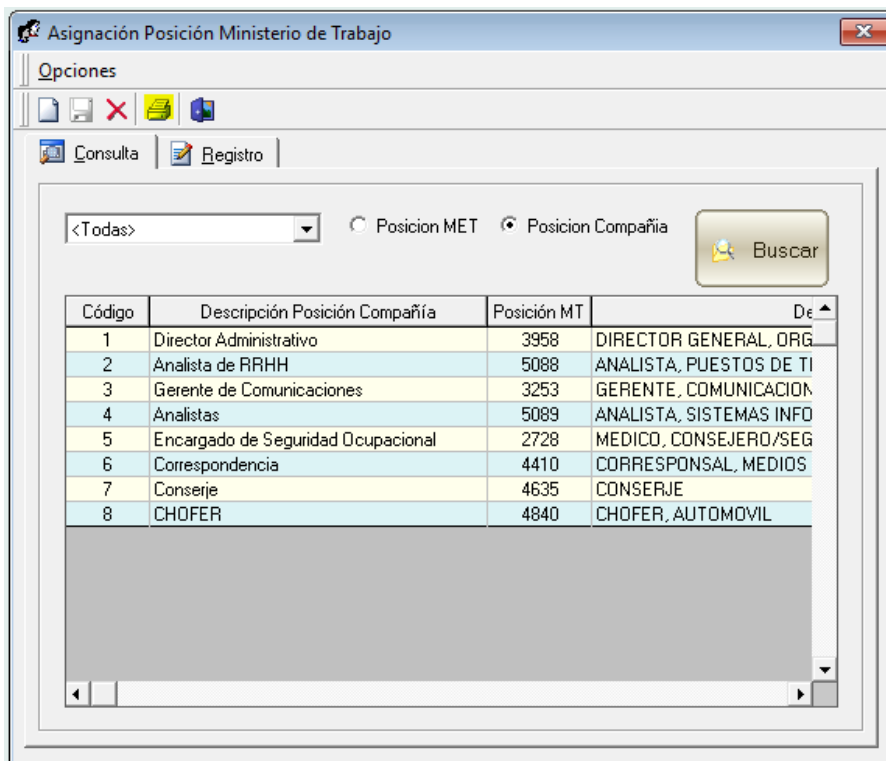 Asignación Posición Ministerio de Trabajo
Opciones
Consulta Registro
<Todas> Posicion MET Posicion Compañia Buscar
Código Descripción Posición Compañía Posición MT De
1 Director Administrativo 3958 DIRECTOR GENERAL, ORG
2 Analista de RRHH 5088 ANALISTA, PUESTOS DE
3 Gerente de Comunicaciones 3253 GERENTE, COMUNICACION
4 Analistas 5089 ANALISTA, SISTEMAS INFO
5 Encargado de Seguridad Ocupacional 2728 MEDICO, CONSEJERO/SEG
6 Correspondencia 4410 CORRESPONSAL, MEDIOS
7 Conserje 4635 CONSERJE
8 CHOFER 4840 CHOFER, AUTOMOVIL